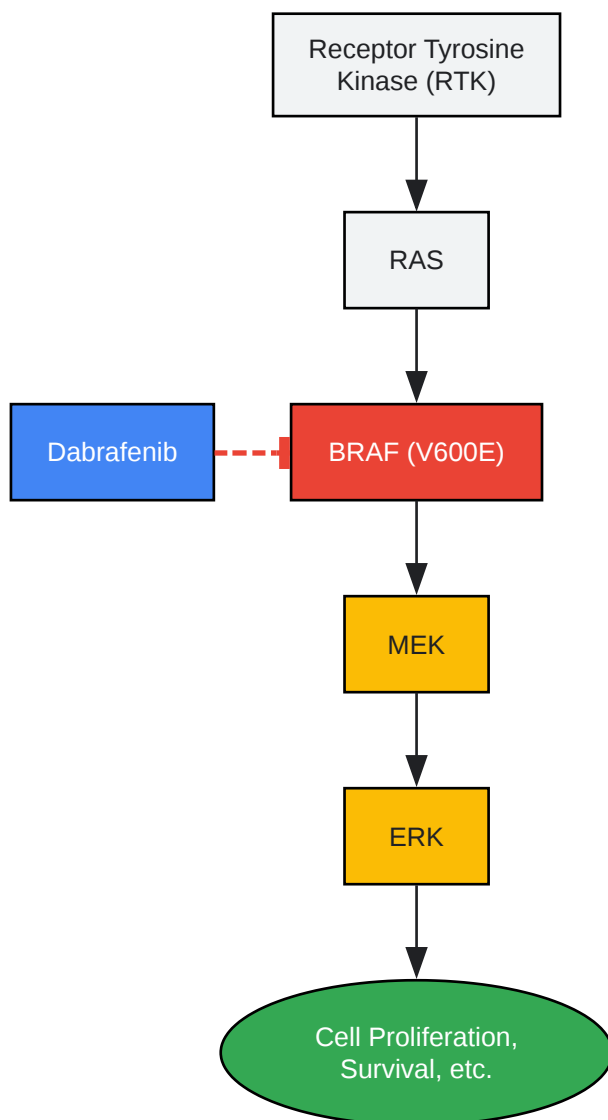 Receptor Tyrosine
Kinase (RTK)
RAS
Dabrafenib
BRAF (V600E)
MEK
ERK
Cell Proliferation,
Survival, etc.